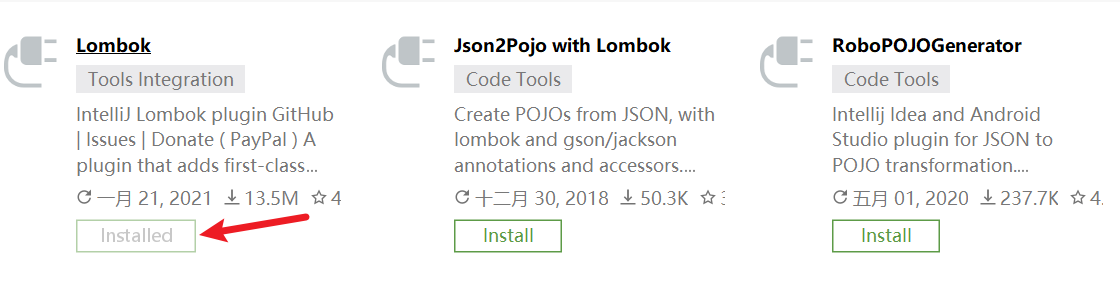 Lombok
Tools Integration
IntelliJ Lombok plugin GitHub
| Issues | Donate ( PayPal ) A
plugin that adds first-class...
一月 21, 2021 13.5M 4
Installed
Json2Pojo with Lombok
Code Tools
Create POJOs from JSON, with
lombok and gson/jackson
annotations and accessors....
十二月 30, 2018 50.3K
Install
RoboPOJOGenerator
Code Tools
Intellij Idea and Android
Studio plugin for JSON to
POJO transformation....
五月 01, 2020 237.7K 4.
Install